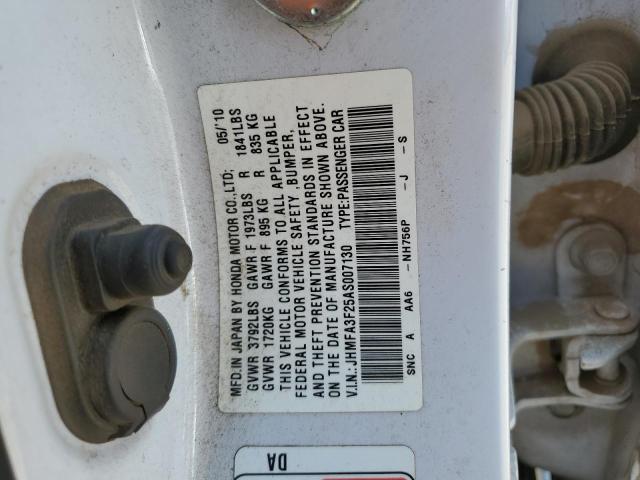 MFD.IN JAPAN BY HONDA MOTOR CO.,LTD; 05/'10
GVWR 3792LBS GAWR F 1973LBS R 1841LBS
GVWR 1720KG GAWR F 895 KG R 835 KG
THIS VEHICLE CONFORMS TO ALL APPLICABLE
FEDERAL MOTOR VEHICLE SAFETY ,BUMPER,
AND THEFT PREVENTION STANDARDS IN EFFECT
ON THE DATE OF MANUFACTURE SHOWN ABOVE.
V.I.N.:JHMFA3F25AS007130 TYPE:PASSENGER CAR
SNC A AA6 -NH756P -J -S
DA